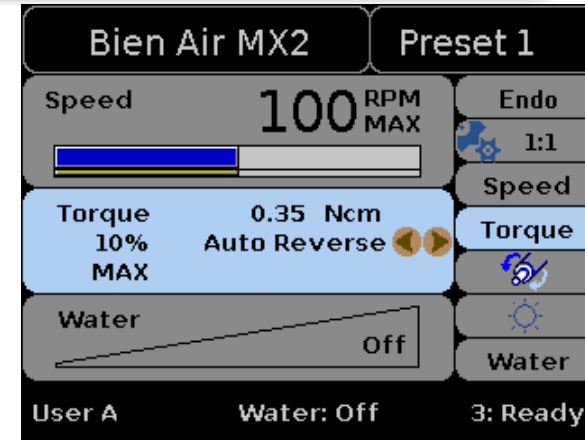 Bien Air MX2
Preset 1
Speed
100 RPM MAX
Endo
1:1
Speed
Torque 0.35 Ncm
10% Auto Reverse
MAX
Torque
Water
Off
Water
User A Water: Off 3: Ready